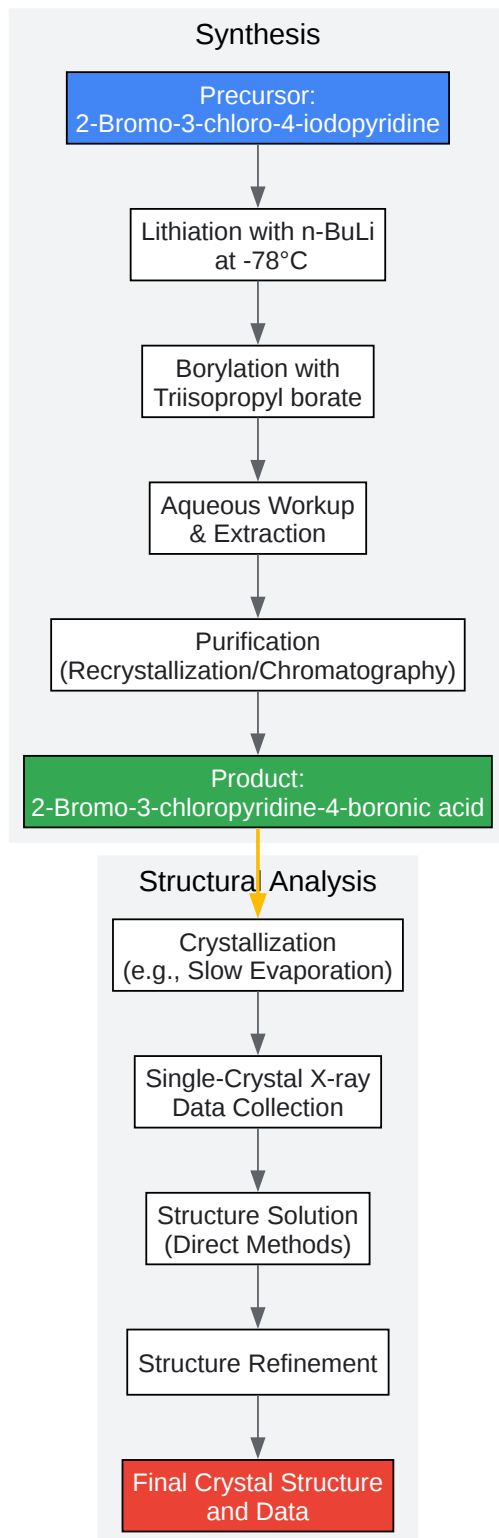 Synthesis
Precursor:
2-Bromo-3-chloro-4-iodopyridine
Lithiation with n-BuLi
at -78°C
Borylation with
Triisopropyl borate
Aqueous Workup
& Extraction
Purification
(Recrystallization/Chromatography)
Product:
2-Bromo-3-chloropyridine-4-boronic acid
Structural Analysis
Crystallization
(e.g., Slow Evaporation)
Single-Crystal X-ray
Data Collection
Structure Solution
(Direct Methods)
Structure Refinement
Final Crystal Structure
and Data